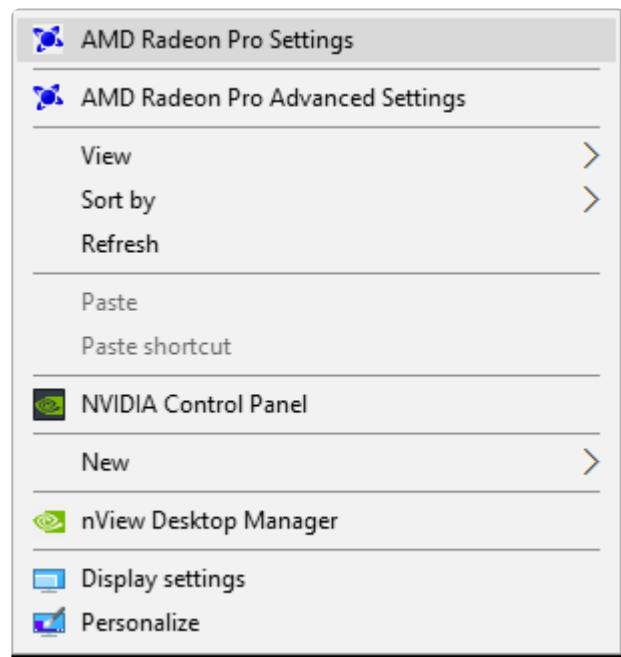 AMD Radeon Pro Settings
AMD Radeon Pro Advanced Settings
View
Sort by
Refresh
Paste
Paste shortcut
NVIDIA Control Panel
New
nView Desktop Manager
Display settings
Personalize